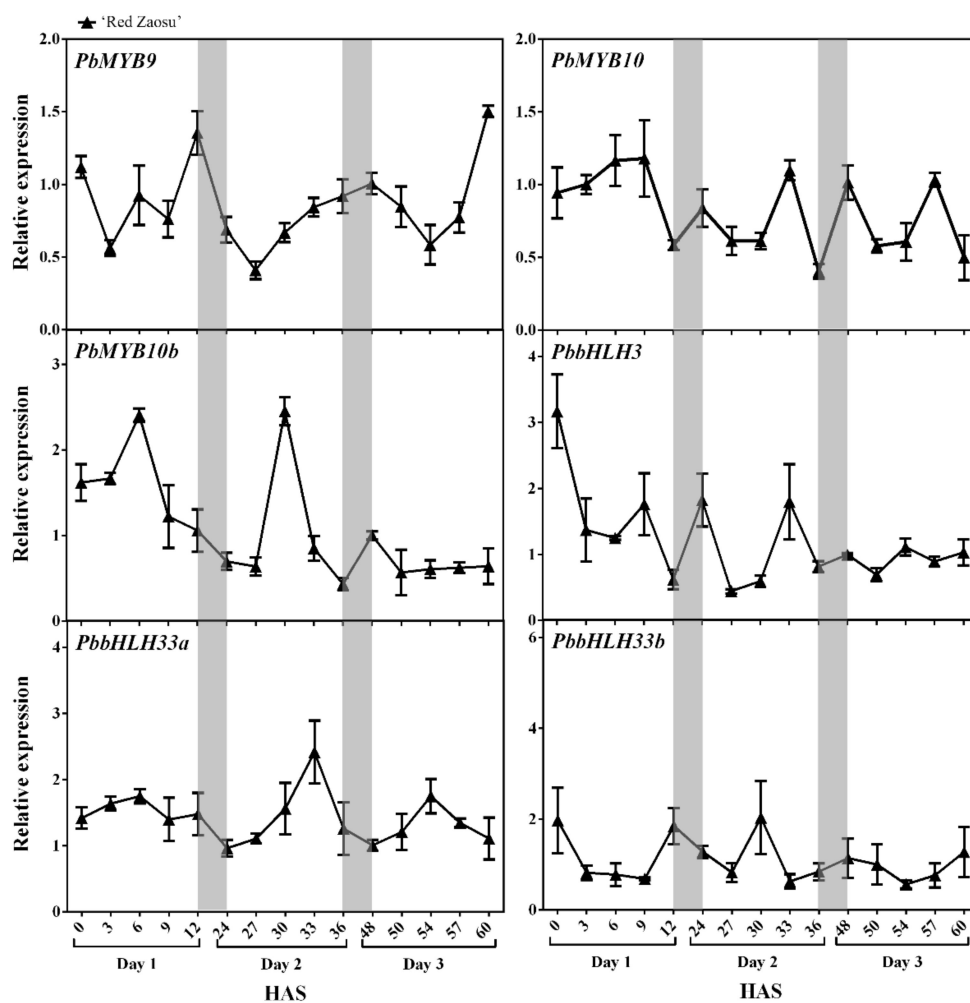 'Red Zaosu'
PbMYB9
PbMYB10
2.0
1.5
1.0
0.5
0.0
Relative expression
2.0
1.5
1.0
0.5
0.0
PbMYB10b
PbbHLH3
3
2
1
0
Relative expression
4
3
2
1
0
PbbHLH33a
PbbHLH33b
4
3
2
1
0
Relative expression
6
4
2
0
0 3 6 9 12 24 27 30 33 36 48 50 54 57 60
Day 1 Day 2 Day 3
HAS
0 3 6 9 12 24 27 30 33 36 48 50 54 57 60
Day 1 Day 2 Day 3
HAS